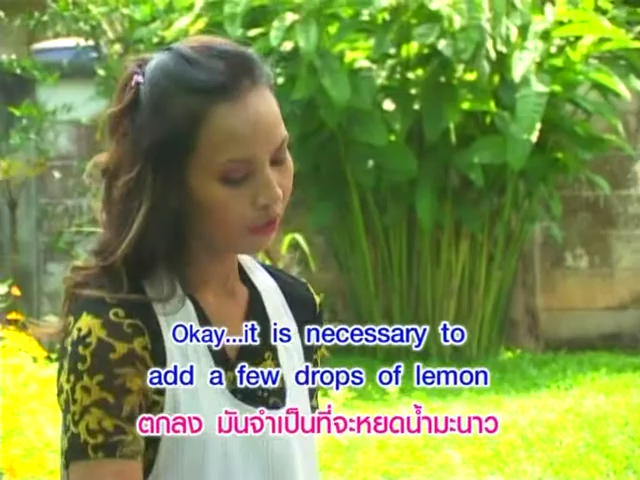 Okay...it is necessary to
add a few drops of lemon
ตกลง มันจำเป็นที่จะหยดน้ำมะนาว